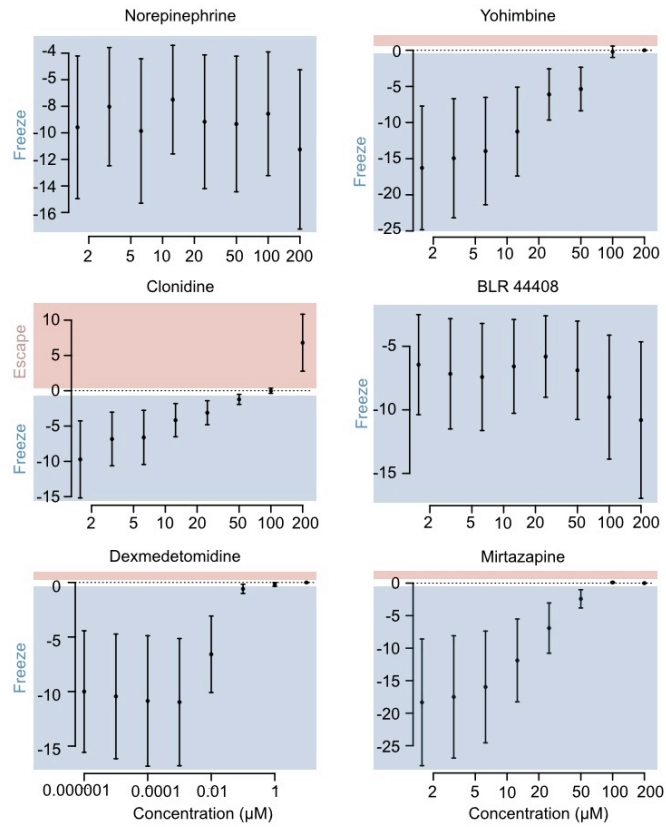 Norepinephrine
Freeze
-4
-5
-8
-10
-12
-14
-16
2 5 10 20 50 100 200
Yohimbine
Freeze
0
-5
-10
-15
-20
-25
2 5 10 20 50 100 200
Clonidine
Escape
Freeze
10
5
0
-5
-10
-15
2 5 10 20 50 100 200
BLR 44408
Freeze
-5
-10
-15
2 5 10 20 50 100 200
Dexmedetomidine
Freeze
0
-5
-10
-15
0.000001 0.0001 0.01 1
Concentration (µM)
Mirtazapine
0
-5
-10
-15
-20
-25
2 5 10 20 50 100 200
Concentration (µM)